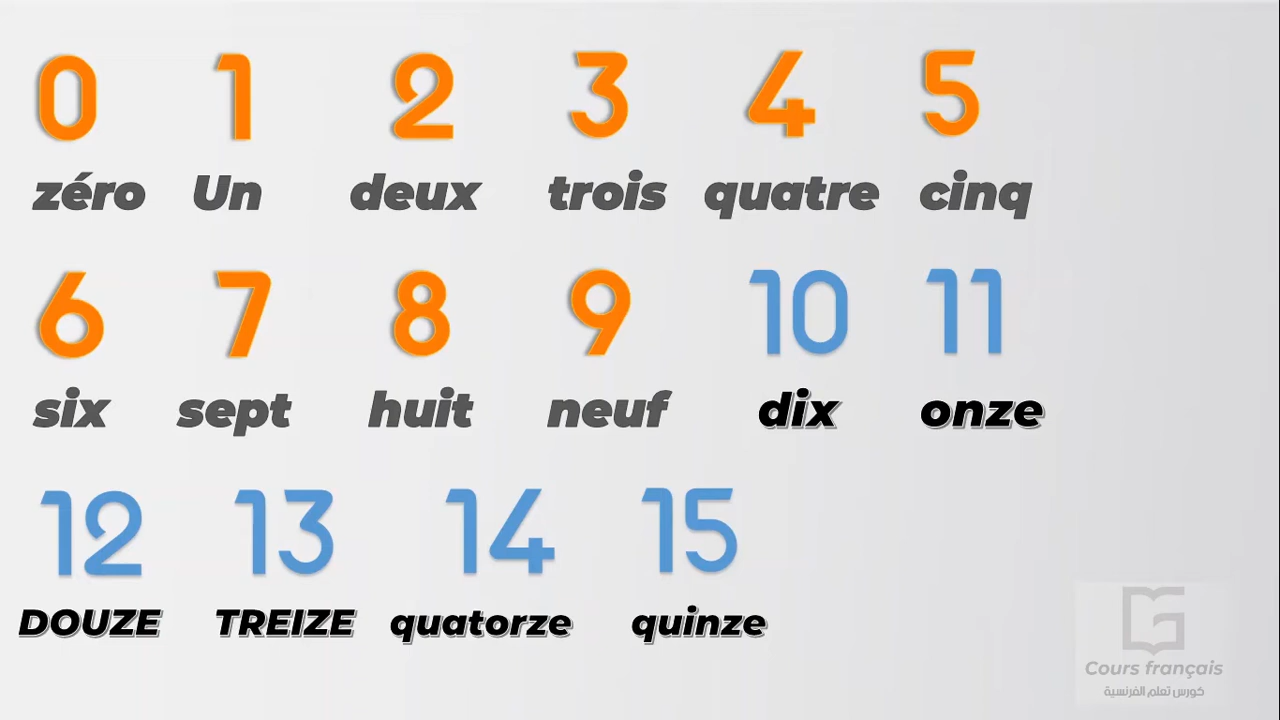 0 1 2 3 4 5
zéro Un deux trois quatre cinq
6 7 8 9 10 11
six sept huit neuf dix onze
12 13 14 15
DOUZE TREIZE quatorze quinze
Cours français
كورس تعلم الفرنسية